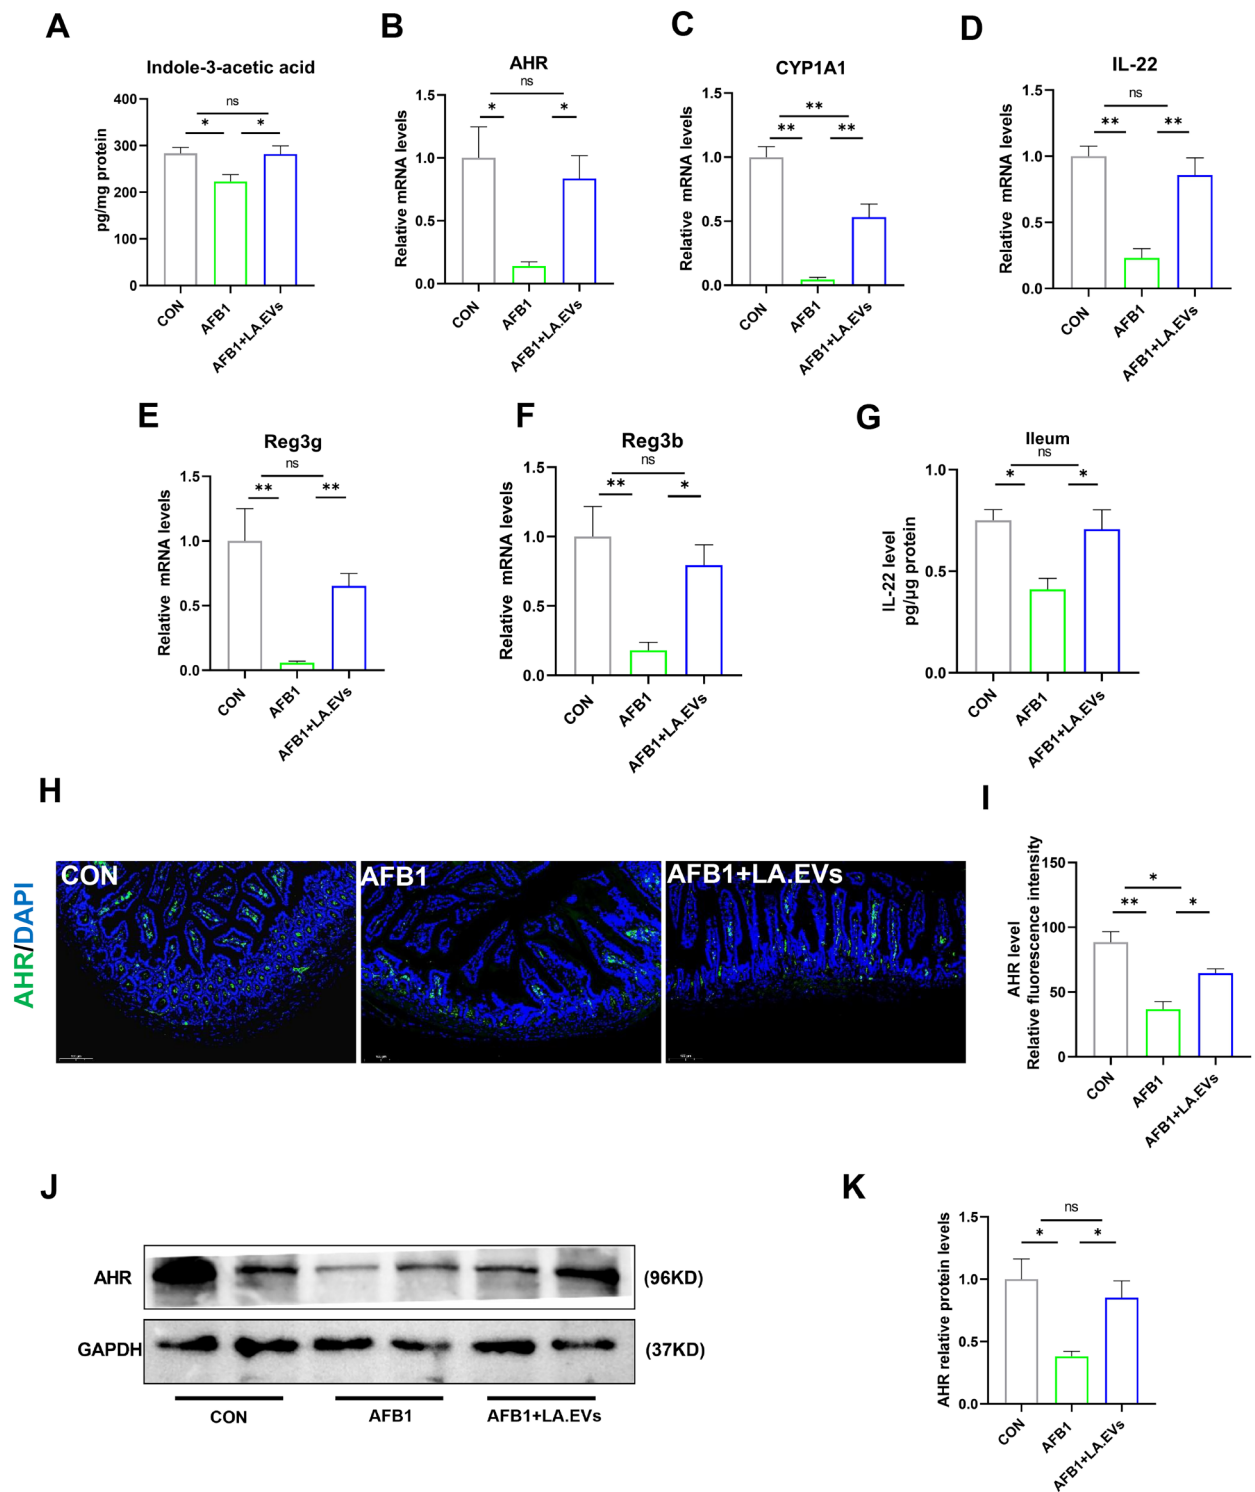 A
Indole-3-acetic acid
ns
* *
pg/mg protein
400
300
200
100
0
CON
AFB1
AFB1+LA.EVs
B
AHR
ns
* *
Relative mRNA levels
1.5
1.0
0.5
0.0
CON
AFB1
AFB1+LA.EVs
C
CYP1A1
**
** **
Relative mRNA levels
1.5
1.0
0.5
0.0
CON
AFB1
AFB1+LA.EVs
D
IL-22
ns
** **
Relative mRNA levels
1.5
1.0
0.5
0.0
CON
AFB1
AFB1+LA.EVs
E
Reg3g
ns
** **
Relative mRNA levels
1.5
1.0
0.5
0.0
CON
AFB1
AFB1+LA.EVs
F
Reg3b
ns
** *
Relative mRNA levels
1.5
1.0
0.5
0.0
CON
AFB1
AFB1+LA.EVs
G
Ileum
ns
* *
IL-22 level
pg/μg protein
1.0
0.5
0.0
CON
AFB1
AFB1+LA.EVs
H
AHR/DAPI
CON
AFB1
AFB1+LA.EVs
I
*
** *
AHR level
Relative fluorescence intensity
150
100
50
0
CON
AFB1
AFB1+LA.EVs
J
AHR (96KD)
GAPDH (37KD)
CON AFB1 AFB1+LA.EVs
K
ns
* *
AHR relative protein levels
1.5
1.0
0.5
0.0
CON
AFB1
AFB1+LA.EVs